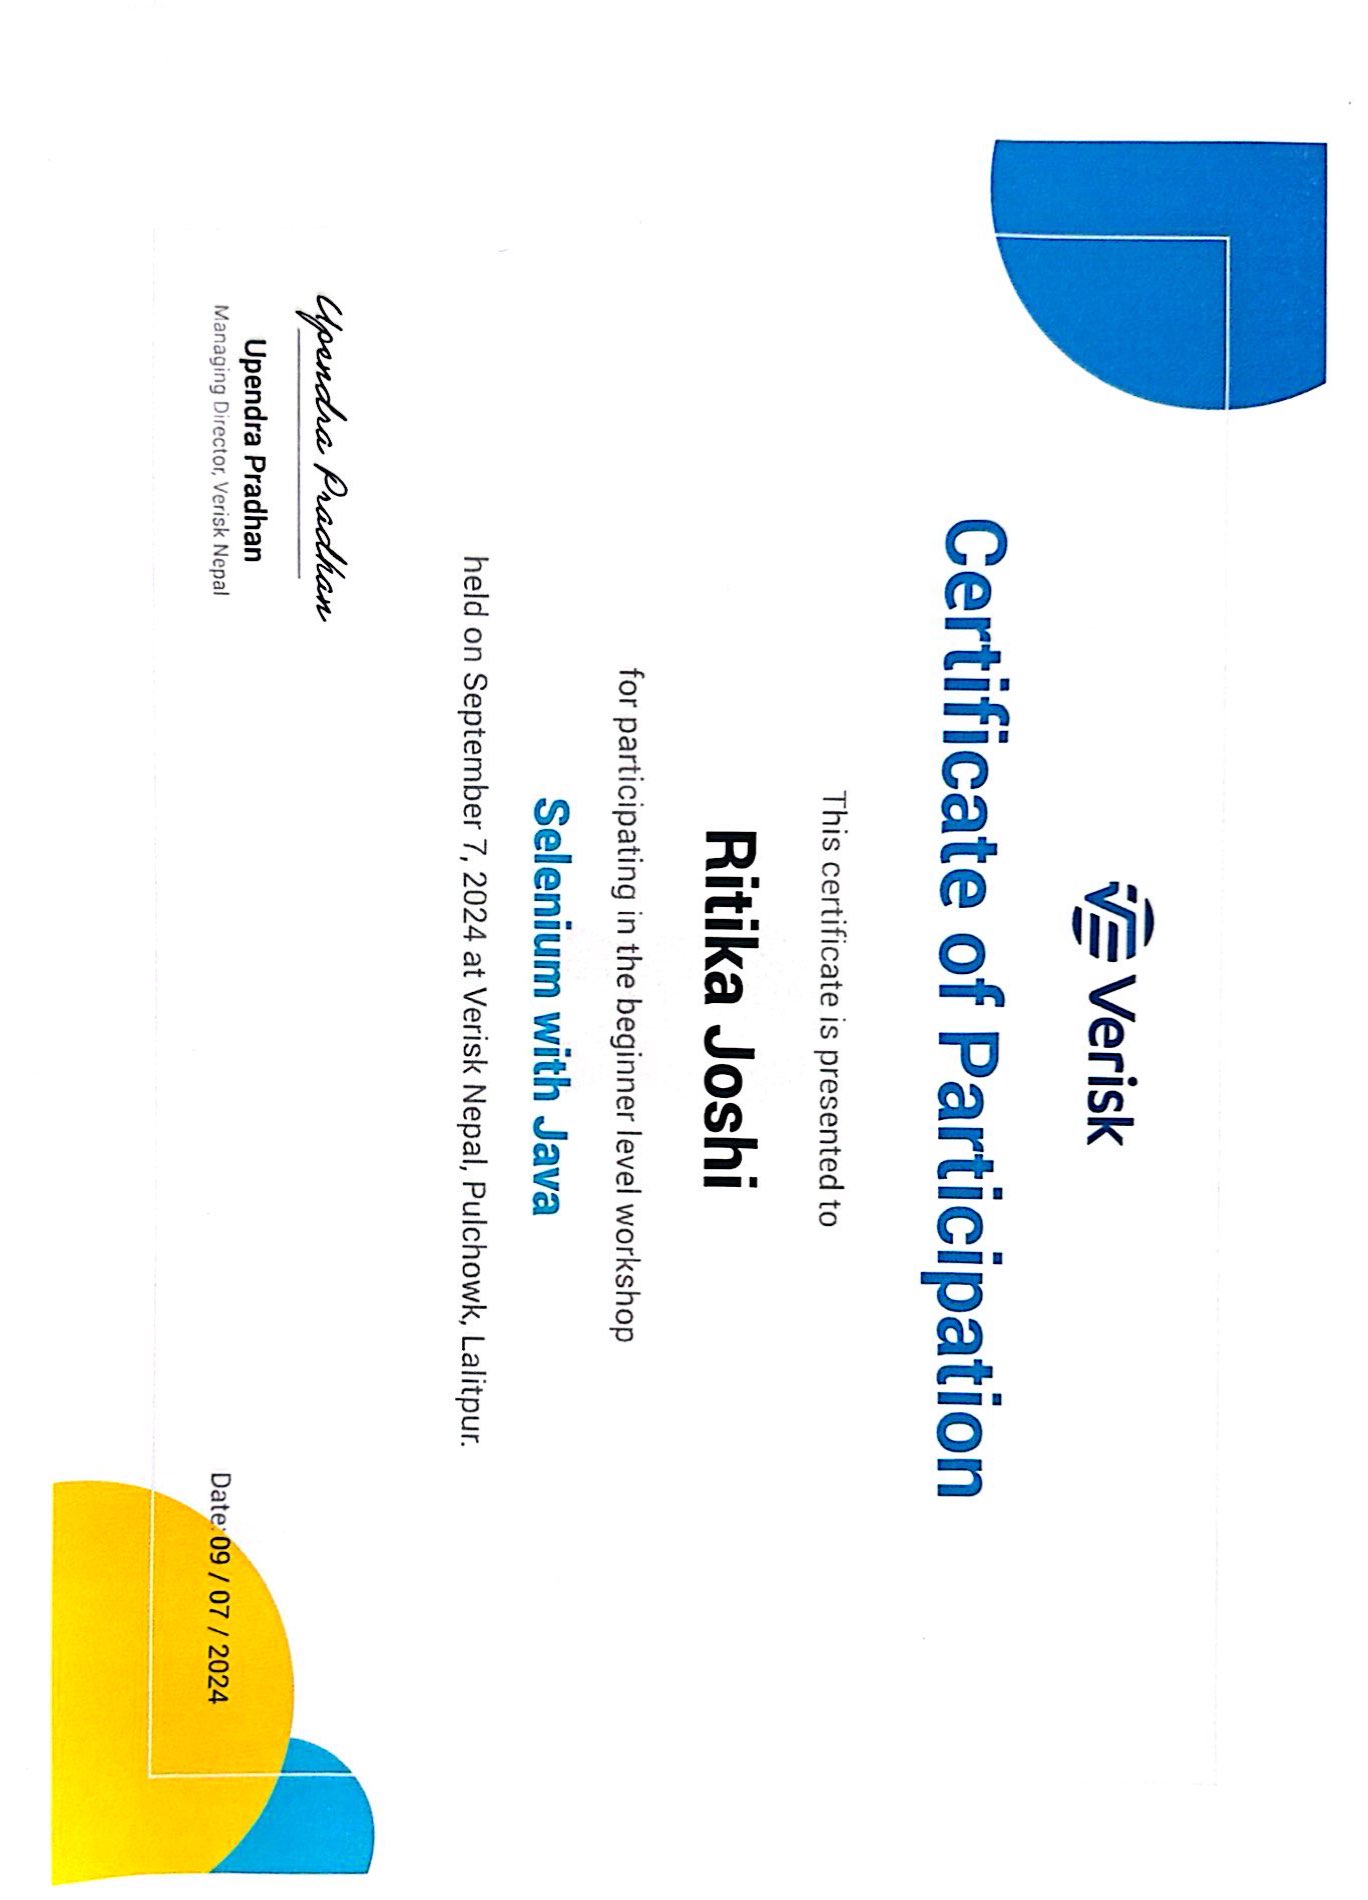 Verisk
Certificate of Participation
This certificate is presented to
Ritika Joshi
for participating in the beginner level workshop
Selenium with Java
held on September 7, 2024 at Verisk Nepal, Pulchowk, Lalitpur.
Upendra Pradhan
Upendra Pradhan
Managing Director, Verisk Nepal
Date: 09 / 07 / 2024